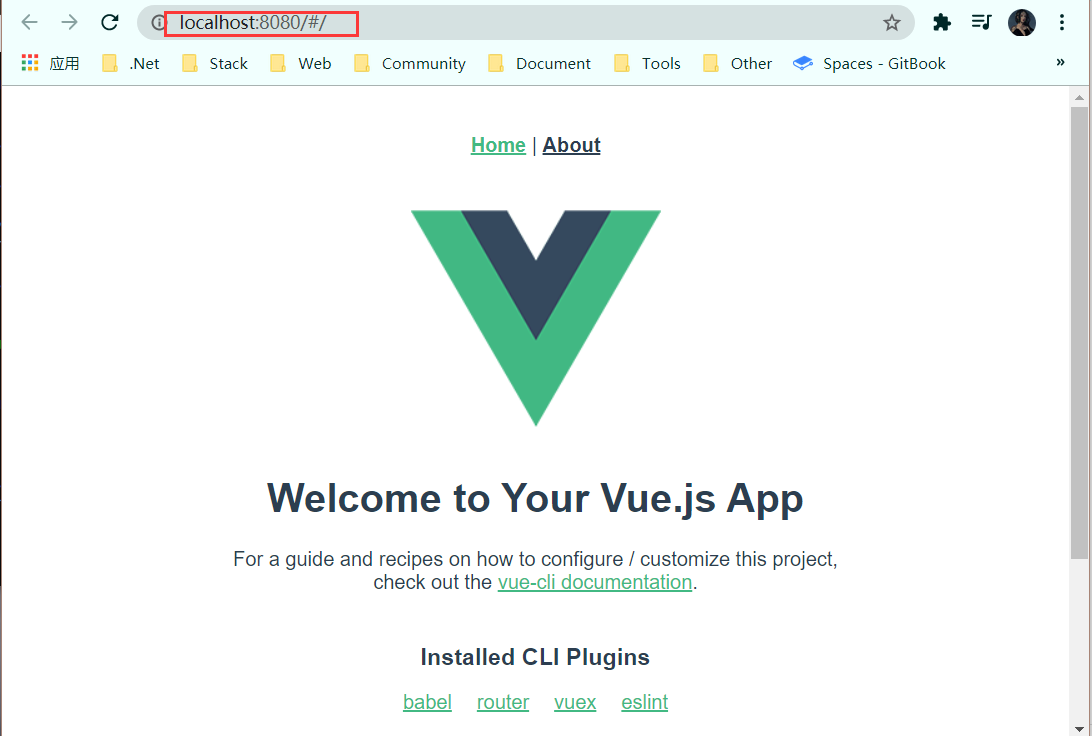 localhost:8080/#/
应用 .Net Stack Web Community Document Tools Other Spaces - GitBook »
Home | About
Welcome to Your Vue.js App
For a guide and recipes on how to configure / customize this project,
check out the vue-cli documentation.
Installed CLI Plugins
babel router vuex eslint